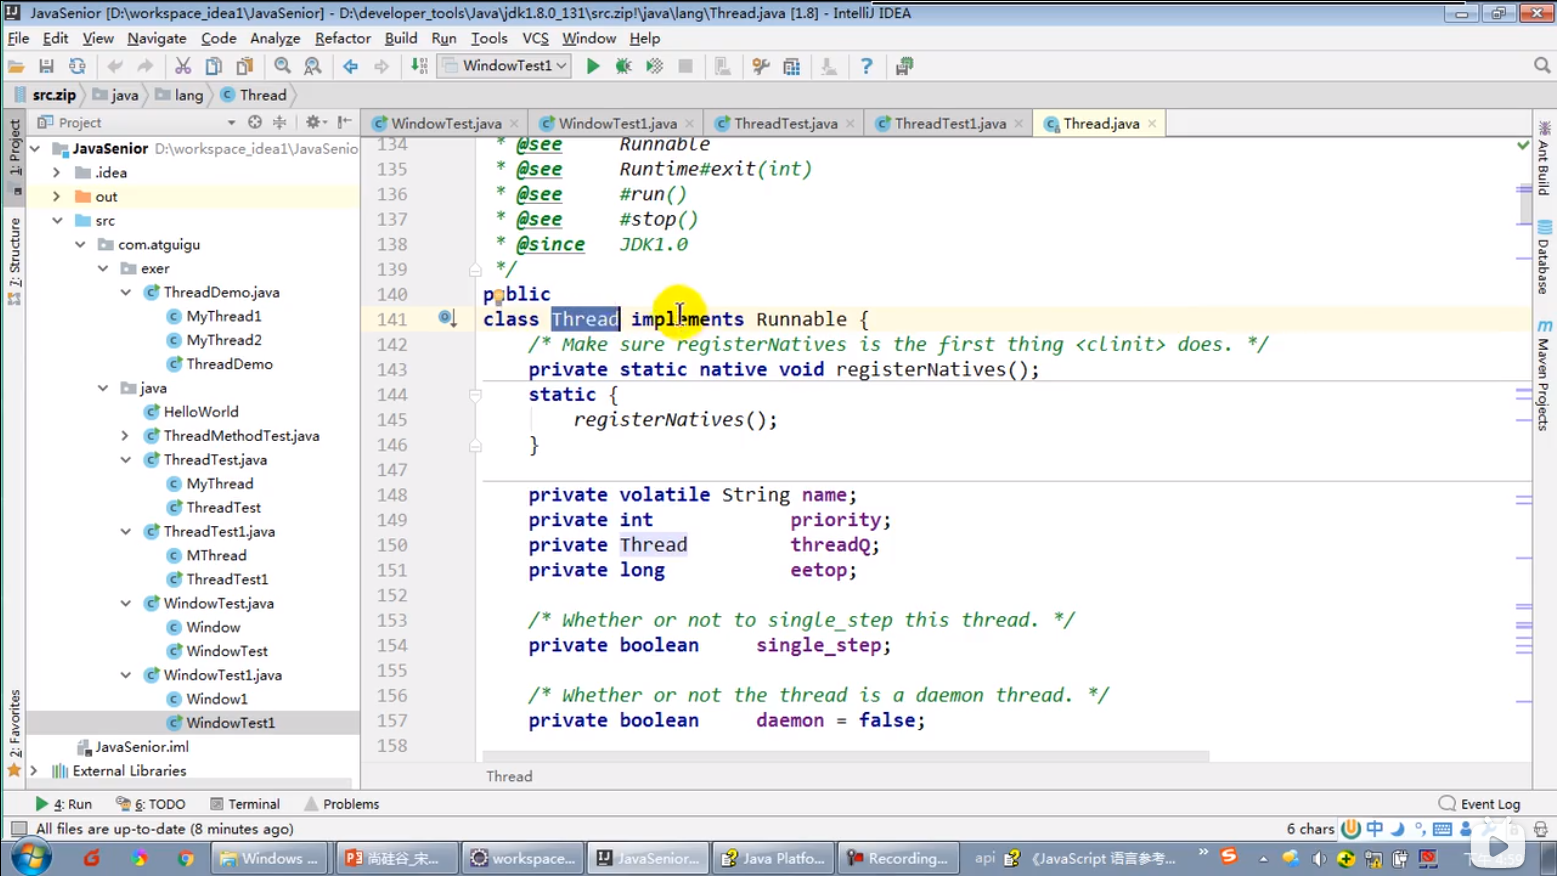 JavaSenior [D:\workspace_idea1\JavaSenior] - D:\developer_tools\Java\jdk1.8.0_131\src.zip!\java\lang\Thread.java [1.8] - IntelliJ IDEA
File Edit View Navigate Code Analyze Refactor Build Run Tools VCS Window Help
WindowTest1
src.zip java lang Thread
Project
WindowTest.java WindowTest1.java ThreadTest.java ThreadTest1.java Thread.java
1: Project
7: Structure
2: Favorites
JavaSenior D:\workspace_idea1\JavaSenio
.idea
out
src
com.atguigu
exer
ThreadDemo.java
MyThread1
MyThread2
ThreadDemo
java
HelloWorld
ThreadMethodTest.java
ThreadTest.java
MyThread
ThreadTest
ThreadTest1.java
MThread
ThreadTest1
WindowTest.java
Window
WindowTest
WindowTest1.java
Window1
WindowTest1
JavaSenior.iml
External Libraries
134 * @see Runnable
135 * @see Runtime#exit(int)
136 * @see #run()
137 * @see #stop()
138 * @since JDK1.0
139 */
140 public
141 class Thread implements Runnable {
142 /* Make sure registerNatives is the first thing <clinit> does. */
143 private static native void registerNatives();
144 static {
145 registerNatives();
146 }
147
148 private volatile String name;
149 private int priority;
150 private Thread threadQ;
151 private long eetop;
152
153 /* Whether or not to single_step this thread. */
154 private boolean single_step;
155
156 /* Whether or not the thread is a daemon thread. */
157 private boolean daemon = false;
158
Thread
Ant Build
Database
Maven Projects
4: Run 6: TODO Terminal Problems Event Log
All files are up-to-date (8 minutes ago) 6 chars 中
Windows ... 尚硅谷_宋... workspace... JavaSenior... Java Platfo... Recording... api 《JavaScript 语言参考... 下午 4:59